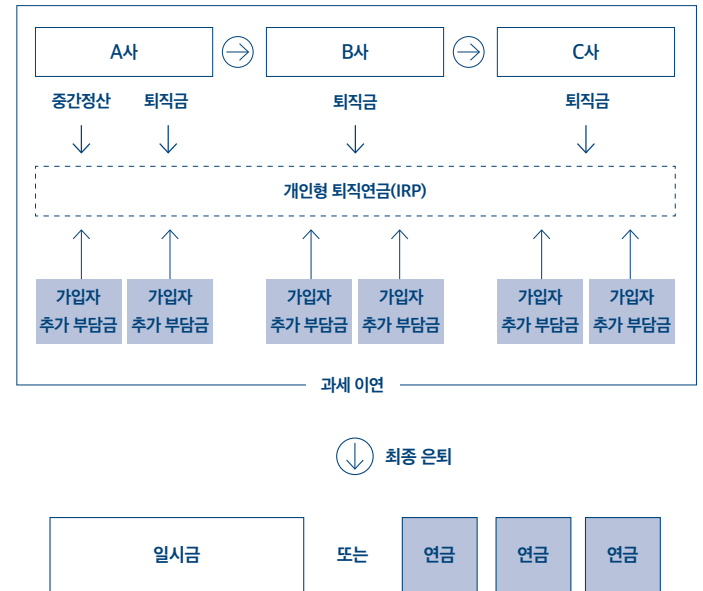 A사 B사 C사
중간정산 퇴직금 퇴직금 퇴직금
개인형 퇴직연금(IRP)
가입자 가입자 가입자 가입자 가입자 가입자
추가 부담금 추가 부담금 추가 부담금 추가 부담금 추가 부담금 추가 부담금
과세 이연
최종 은퇴
일시금 또는 연금 연금 연금